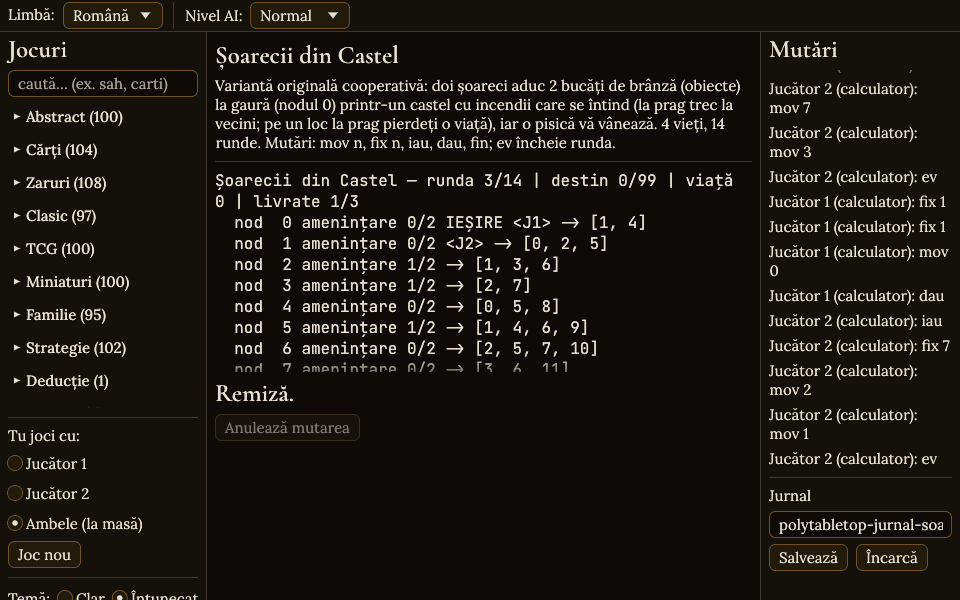 Limbă:
Română
Nivel AI:
Normal
Jocuri
caută... (ex. sah, carti)
Abstract (100)
Cărți (104)
Zaruri (108)
Clasic (97)
TCG (100)
Miniaturi (100)
Familie (95)
Strategie (102)
Deducție (1)
Tu joci cu:
Jucător 1
Jucător 2
Ambele (la masă)
Joc nou
Temă: Clar Întunecat
Șoarecii din Castel
Variantă originală cooperativă: doi șoareci aduc 2 bucăți de brânză (obiecte)
la gaură (nodul 0) printr-un castel cu incendii care se întind (la prag trec la
vecini; pe un loc la prag pierdeți o viață), iar o pisică vă vânează. 4 vieți, 14
runde. Mutări: mov n, fix n, iau, dau, fin; ev încheie runda.
Șoarecii din Castel — runda 3/14 | destin 0/99 | viață
0 | livrate 1/3
nod 0 amenințare 0/2 IEȘIRE <J1> → [1, 4]
nod 1 amenințare 0/2 <J2> → [0, 2, 5]
nod 2 amenințare 1/2 → [1, 3, 6]
nod 3 amenințare 1/2 → [2, 7]
nod 4 amenințare 0/2 → [0, 5, 8]
nod 5 amenințare 1/2 → [1, 4, 6, 9]
nod 6 amenințare 0/2 → [2, 5, 7, 10]
nod 7 amenințare 0/2 → [3, 6, 11]
Remiză.
Anulează mutarea
Mutări
Jucător 2 (calculator):
mov 7
Jucător 2 (calculator):
mov 3
Jucător 2 (calculator): ev
Jucător 1 (calculator): fix 1
Jucător 1 (calculator): fix 1
Jucător 1 (calculator): mov
0
Jucător 1 (calculator): dau
Jucător 2 (calculator): iau
Jucător 2 (calculator): fix 7
Jucător 2 (calculator):
mov 2
Jucător 2 (calculator):
mov 1
Jucător 2 (calculator): ev
Jurnal
polytabletop-jurnal-soa
Salvează
Încarcă